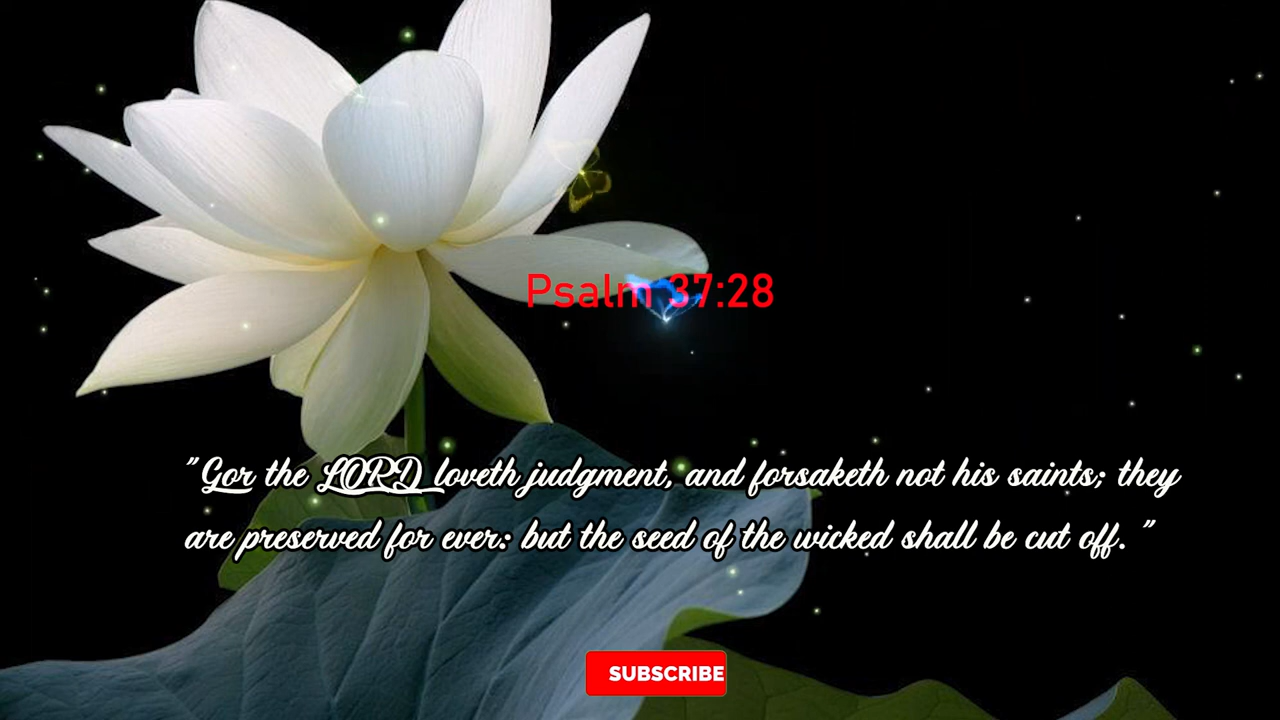 Psalm 37:28
"Gor the LORD loveth judgment, and forsaketh not his saints; they
are preserved for ever: but the seed of the wicked shall be cut off. "
SUBSCRIBE